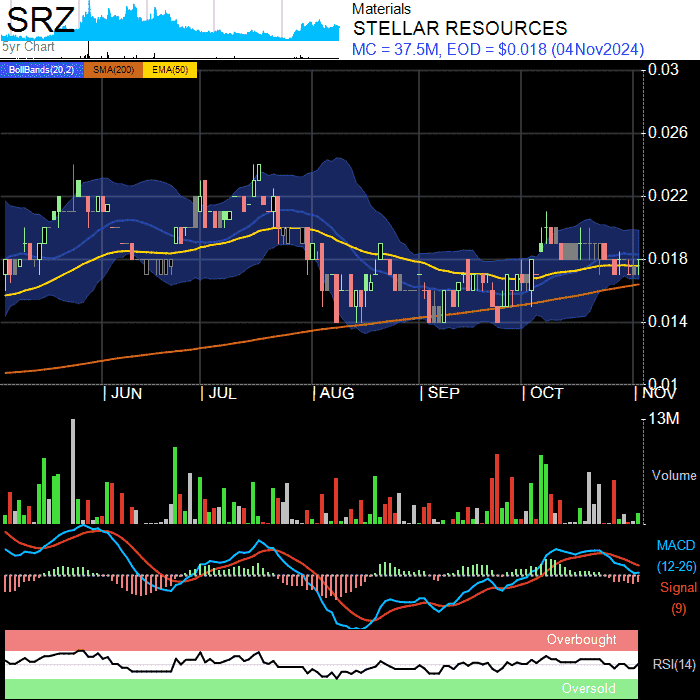 SRZ
5yr Chart
Materials
STELLAR RESOURCES
MC = 37.5M, EOD = $0.018 (04Nov2024)
BollBands(20,2) SMA(200) EMA(50)
0.03
0.026
0.022
0.018
0.014
0.01
JUN JUL AUG SEP OCT NOV
13M
Volume
MACD
(12-26)
Signal
(9)
Overbought
RSI(14)
Oversold